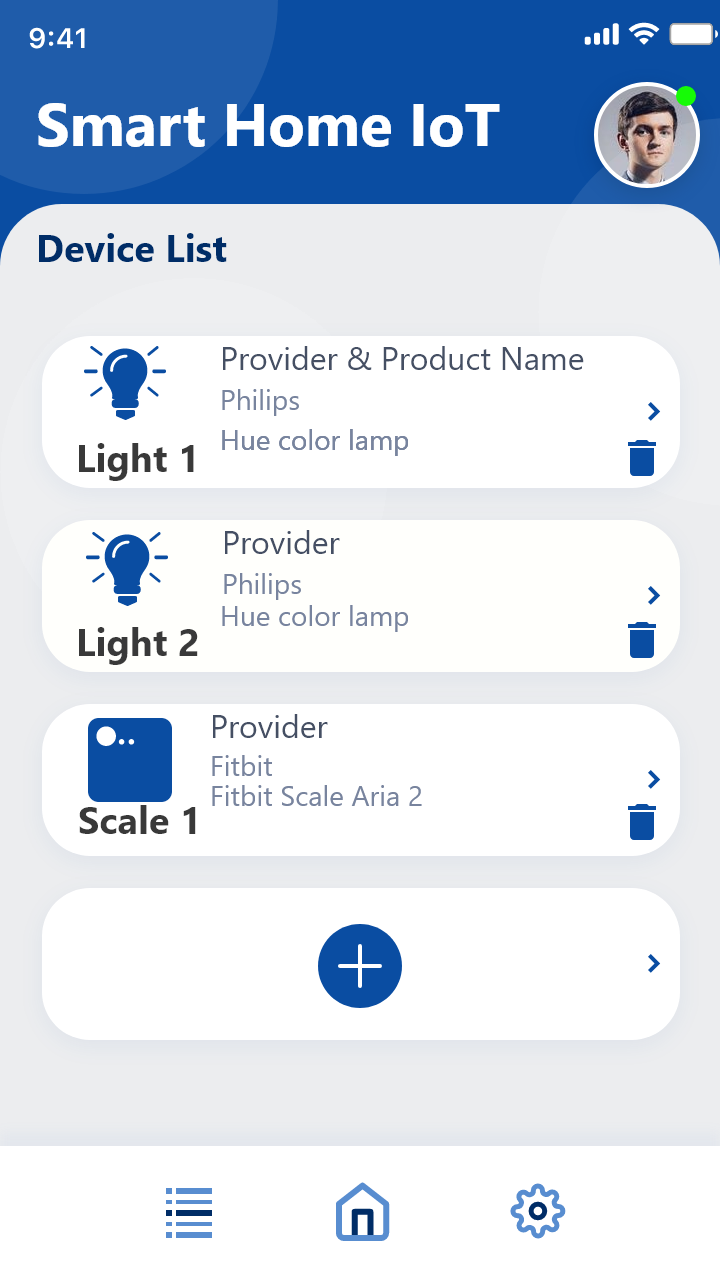 9:41
Smart Home IoT
Device List
Provider & Product Name
Philips
Hue color lamp
Light 1
Provider
Philips
Hue color lamp
Light 2
Provider
Fitbit
Fitbit Scale Aria 2
Scale 1